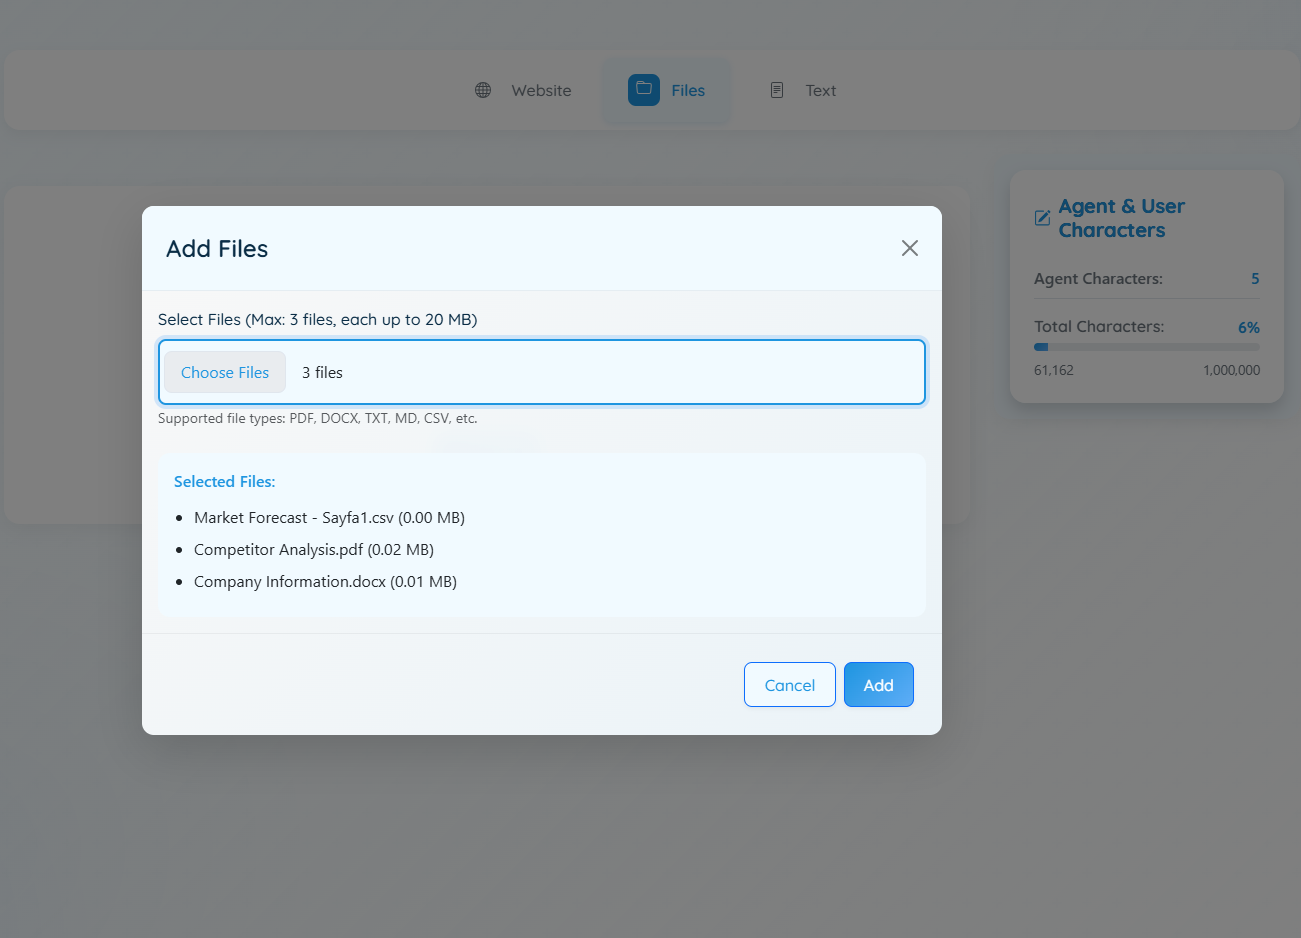 Website
Files
Text
Agent & User
Characters
Agent Characters: 5
Total Characters: 6%
61,162 1,000,000
Add Files
Select Files (Max: 3 files, each up to 20 MB)
Choose Files 3 files
Supported file types: PDF, DOCX, TXT, MD, CSV, etc.
Selected Files:
Market Forecast - Sayfa1.csv (0.00 MB)
Competitor Analysis.pdf (0.02 MB)
Company Information.docx (0.01 MB)
Cancel
Add